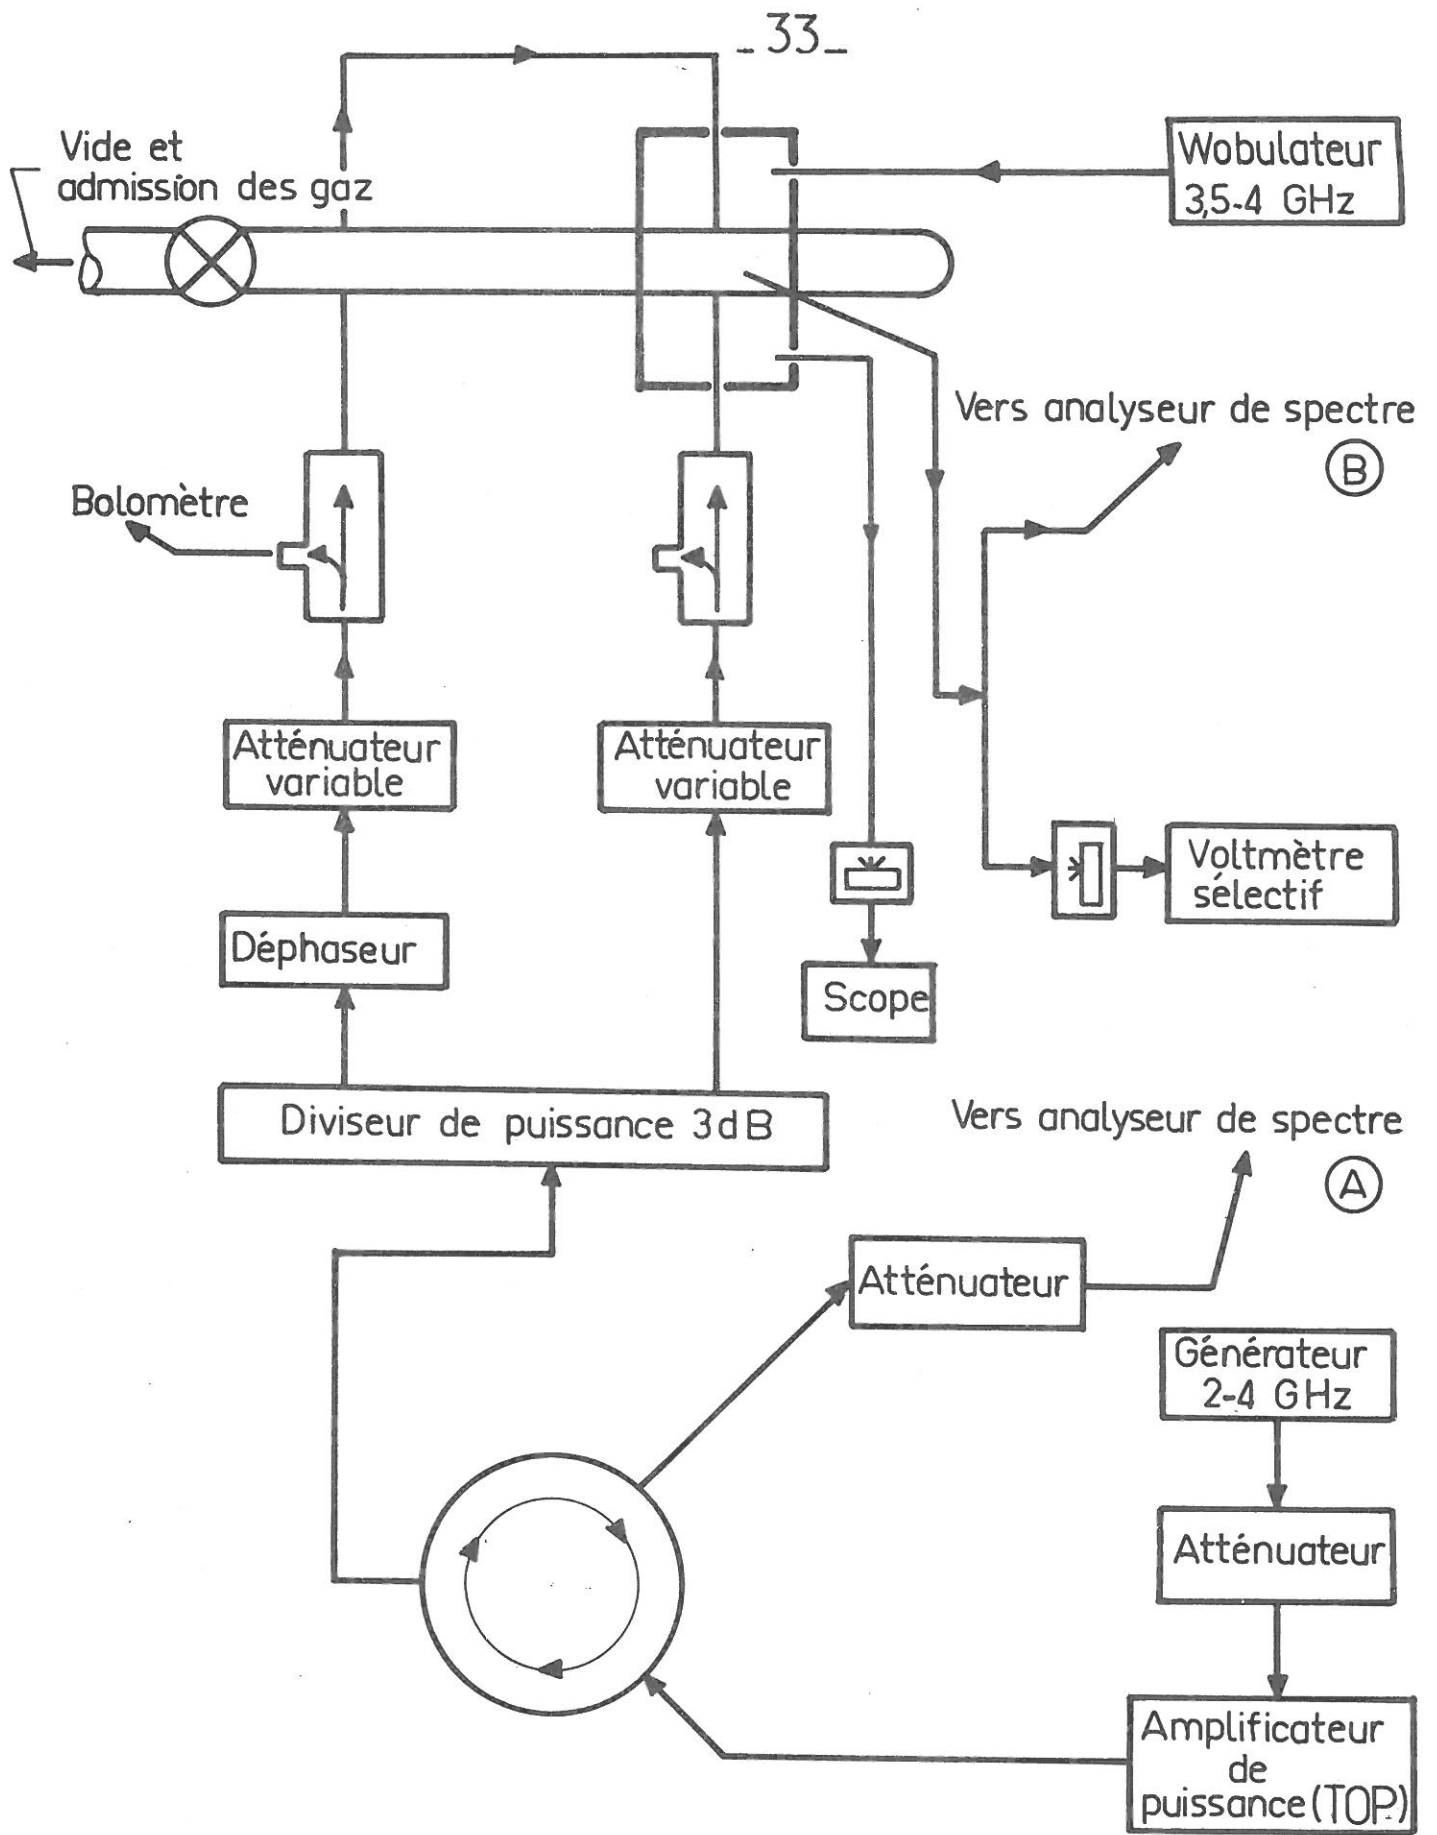 _33_
Vide et
admission des gaz
Wobulateur
3,5-4 GHz
Vers analyseur de spectre
B
Bolomètre
Atténuateur
variable
Atténuateur
variable
Voltmètre
sélectif
Déphaseur
Scope
Diviseur de puissance 3dB
Vers analyseur de spectre
A
Atténuateur
Générateur
2-4 GHz
Atténuateur
Amplificateur
de
puissance (TOP)